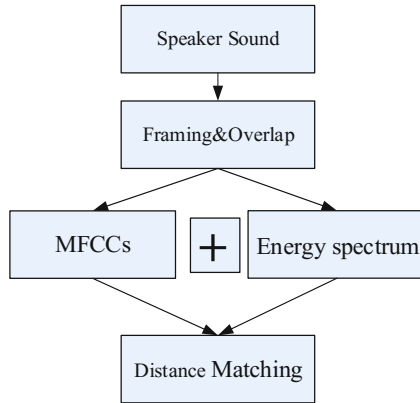 Speaker Sound
Framing&Overlap
MFCCs
+
Energy spectrum
Distance Matching